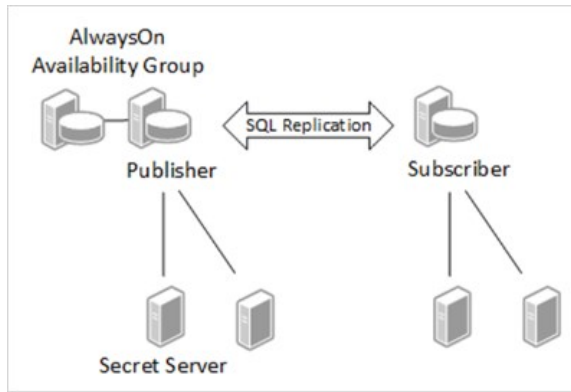 AlwaysOn
Availability Group
SQL Replication
Publisher
Subscriber
Secret Server